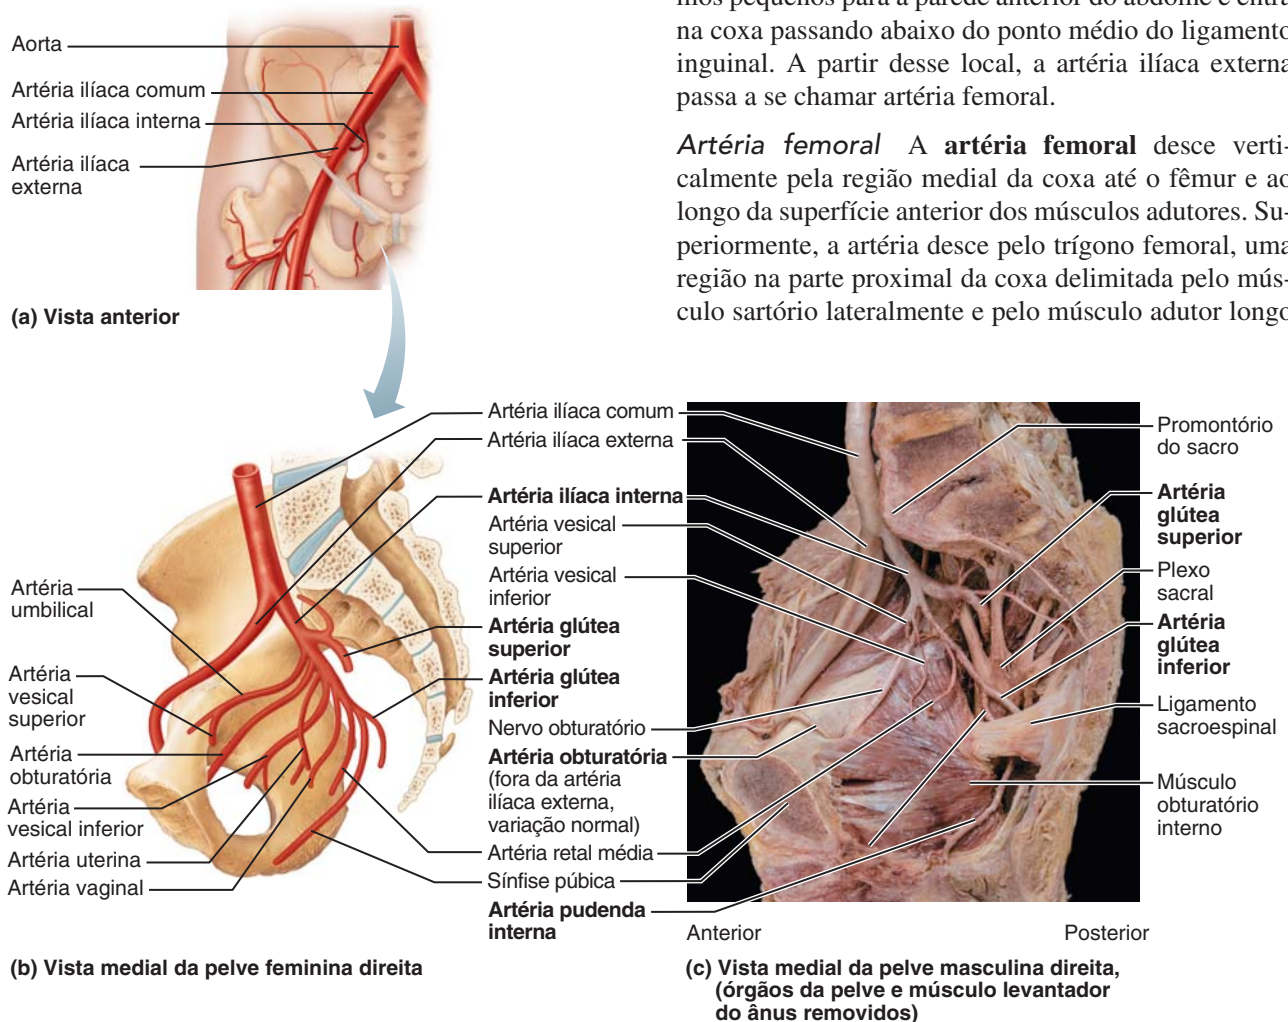 mos pequenos para a parede anterior do abdome e entra
na coxa passando abaixo do ponto médio do ligamento
inguinal. A partir desse local, a artéria ilíaca externa
passa a se chamar artéria femoral.
Artéria femoral A artéria femoral desce verti-
calmente pela região medial da coxa até o fêmur e ao
longo da superfície anterior dos músculos adutores. Su-
periormente, a artéria desce pelo trígono femoral, uma
região na parte proximal da coxa delimitada pelo mús-
culo sartório lateralmente e pelo músculo adutor longo
Aorta
Artéria ilíaca comum
Artéria ilíaca interna
Artéria ilíaca
externa
(a) Vista anterior
Artéria
umbilical
Artéria
vesical
superior
Artéria
obturatória
Artéria
vesical inferior
Artéria uterina
Artéria vaginal
Artéria ilíaca comum
Artéria ilíaca externa
Artéria ilíaca interna
Artéria vesical
superior
Artéria vesical
inferior
Artéria glútea
superior
Artéria glútea
inferior
Nervo obturatório
Artéria obturatória
(fora da artéria
ilíaca externa,
variação normal)
Artéria retal média
Sínfise púbica
Artéria pudenda
interna
Promontório
do sacro
Artéria
glútea
superior
Plexo
sacral
Artéria
glútea
inferior
Ligamento
sacroespinal
Músculo
obturatório
interno
Anterior
Posterior
(b) Vista medial da pelve feminina direita
(c) Vista medial da pelve masculina direita,
(órgãos da pelve e músculo levantador
do ânus removidos)